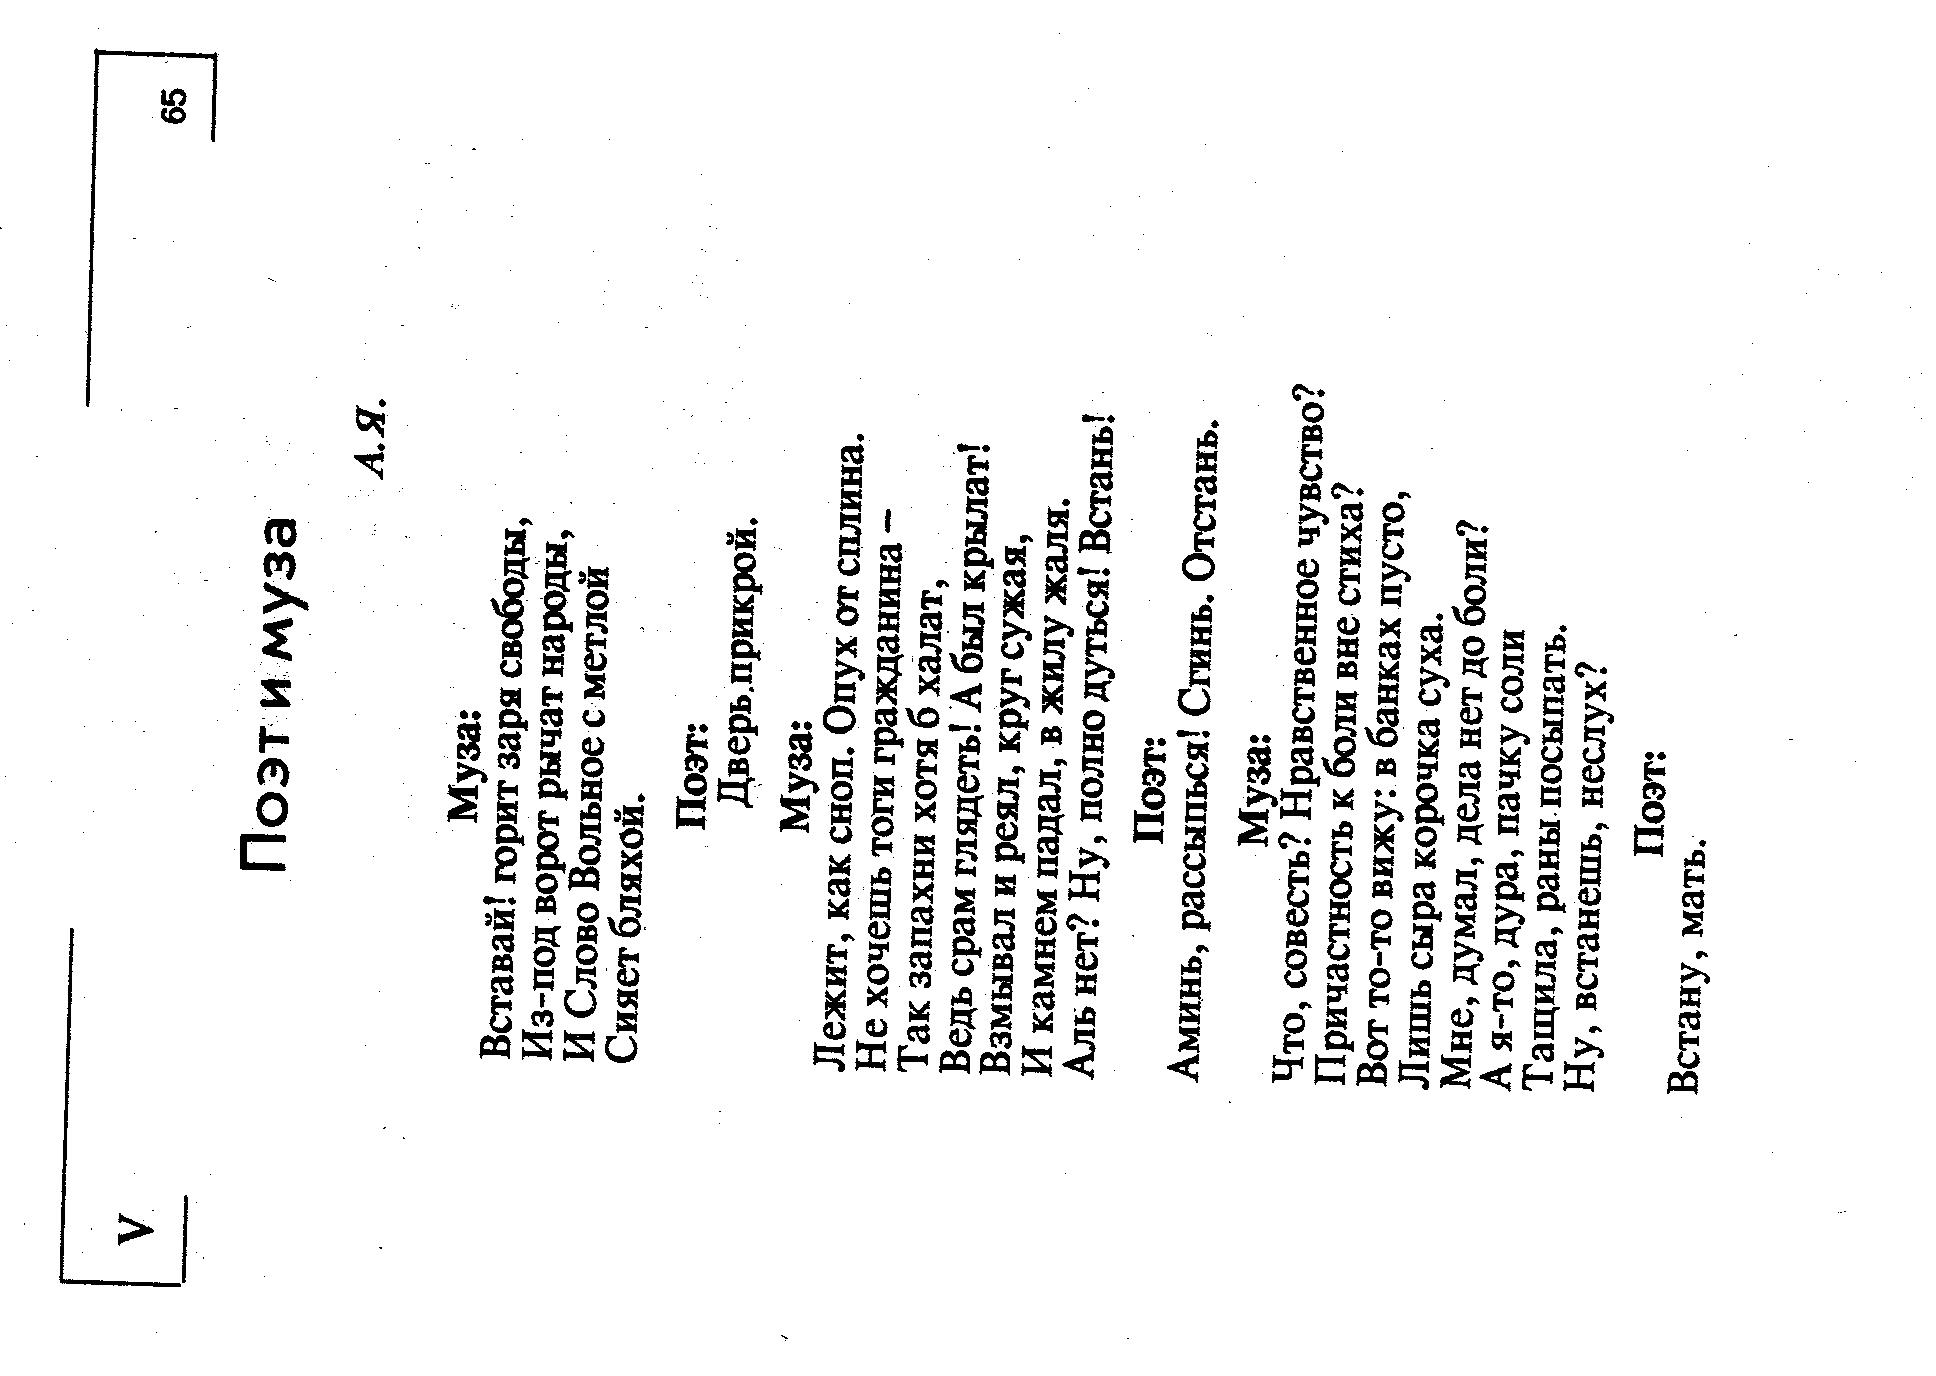 V
65
Поэт и муза
А.Я.
Муза:
Вставай! горит заря свободы,
Из-под ворот рычат народы,
И Слово Вольное с метлой
Сияет бляхой.
Поэт:
Дверь.прикрой.
Муза:
Лежит, как сноп. Опух от сплина.
Не хочешь тоги гражданина –
Так запахни хотя б халат,
Ведь срам глядеть! А был крылат!
Взмывал и реял, круг сужая,
И камнем падал, в жилу жаля.
Аль нет? Ну, полно дуться! Встань!
Поэт:
Аминь, рассыпься! Сгинь. Отстань.
Муза:
Что, совесть? Нравственное чувство?
Причастность к боли вне стиха?
Вот то-то вижу: в банках пусто,
Лишь сыра корочка суха.
Мне, думал, дела нет до боли?
А я-то, дура, пачку соли
Тащила, раны посыпать.
Ну, встанешь, неслух?
Поэт:
Встану, мать.